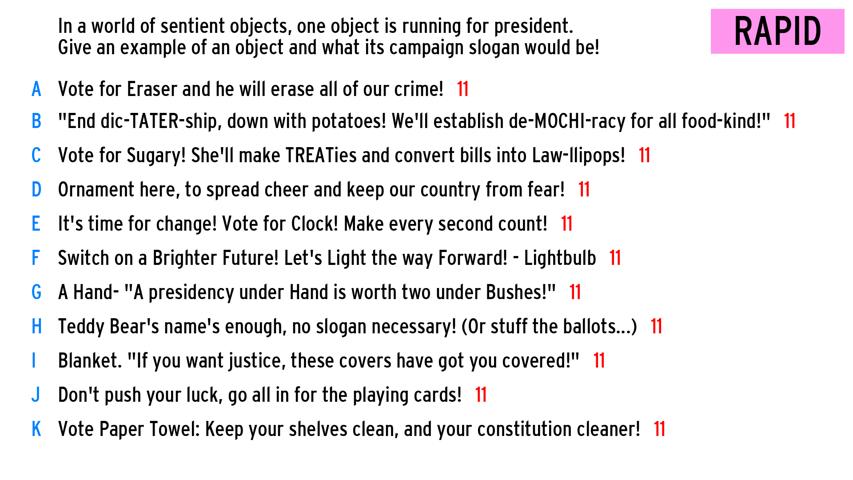 In a world of sentient objects, one object is running for president.
Give an example of an object and what its campaign slogan would be!
RAPID
A Vote for Eraser and he will erase all of our crime! 11
B "End dic-TATER-ship, down with potatoes! We'll establish de-MOCHI-racy for all food-kind!" 11
C Vote for Sugary! She'll make TREATies and convert bills into Law-llipops! 11
D Ornament here, to spread cheer and keep our country from fear! 11
E It's time for change! Vote for Clock! Make every second count! 11
F Switch on a Brighter Future! Let's Light the way Forward! - Lightbulb 11
G A Hand- "A presidency under Hand is worth two under Bushes!" 11
H Teddy Bear's name's enough, no slogan necessary! (Or stuff the ballots...) 11
I Blanket. "If you want justice, these covers have got you covered!" 11
J Don't push your luck, go all in for the playing cards! 11
K Vote Paper Towel: Keep your shelves clean, and your constitution cleaner! 11